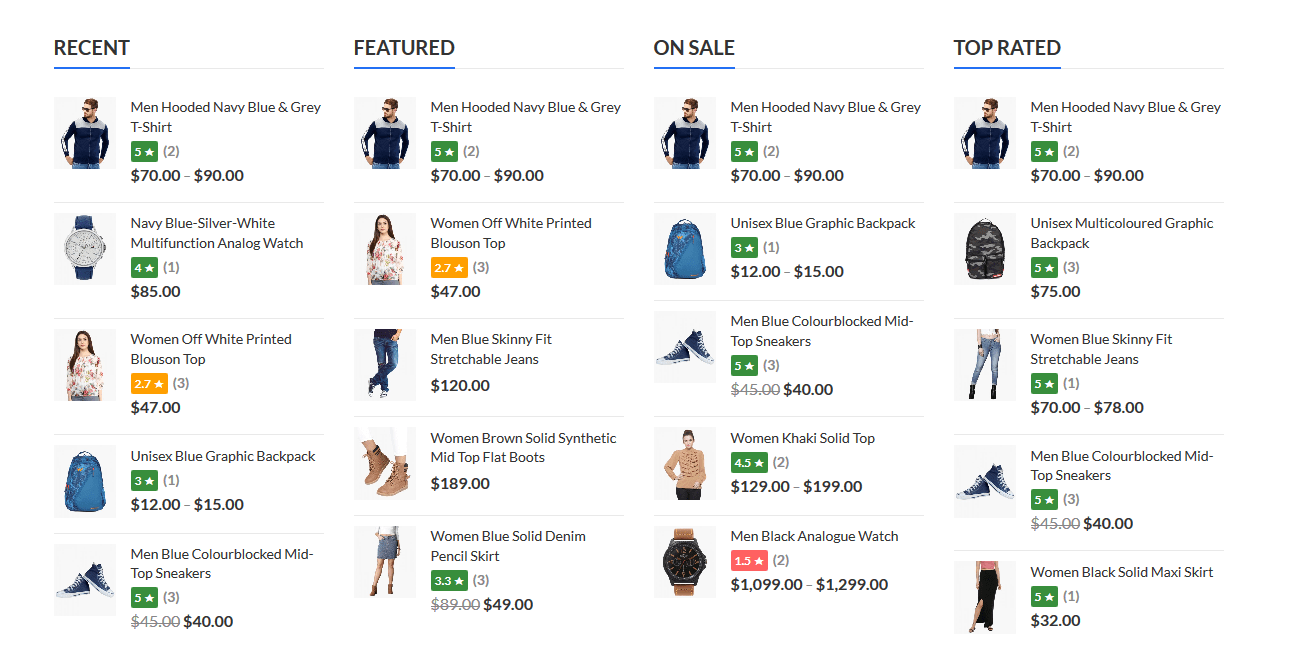 RECENT
Men Hooded Navy Blue & Grey
T-Shirt
5 ★ (2)
$70.00 – $90.00
Navy Blue-Silver-White
Multifunction Analog Watch
4 ★ (1)
$85.00
Women Off White Printed
Blouson Top
2.7 ★ (3)
$47.00
Unisex Blue Graphic Backpack
3 ★ (1)
$12.00 – $15.00
Men Blue Colourblocked Mid-
Top Sneakers
5 ★ (3)
$45.00 $40.00
FEATURED
Men Hooded Navy Blue & Grey
T-Shirt
5 ★ (2)
$70.00 – $90.00
Women Off White Printed
Blouson Top
2.7 ★ (3)
$47.00
Men Blue Skinny Fit
Stretchable Jeans
$120.00
Women Brown Solid Synthetic
Mid Top Flat Boots
$189.00
Women Blue Solid Denim
Pencil Skirt
3.3 ★ (3)
$89.00 $49.00
ON SALE
Men Hooded Navy Blue & Grey
T-Shirt
5 ★ (2)
$70.00 – $90.00
Unisex Blue Graphic Backpack
3 ★ (1)
$12.00 – $15.00
Men Blue Colourblocked Mid-
Top Sneakers
5 ★ (3)
$45.00 $40.00
Women Khaki Solid Top
4.5 ★ (2)
$129.00 – $199.00
Men Black Analogue Watch
1.5 ★ (2)
$1,099.00 – $1,299.00
TOP RATED
Men Hooded Navy Blue & Grey
T-Shirt
5 ★ (2)
$70.00 – $90.00
Unisex Multicoloured Graphic
Backpack
5 ★ (3)
$75.00
Women Blue Skinny Fit
Stretchable Jeans
5 ★ (1)
$70.00 – $78.00
Men Blue Colourblocked Mid-
Top Sneakers
5 ★ (3)
$45.00 $40.00
Women Black Solid Maxi Skirt
5 ★ (1)
$32.00